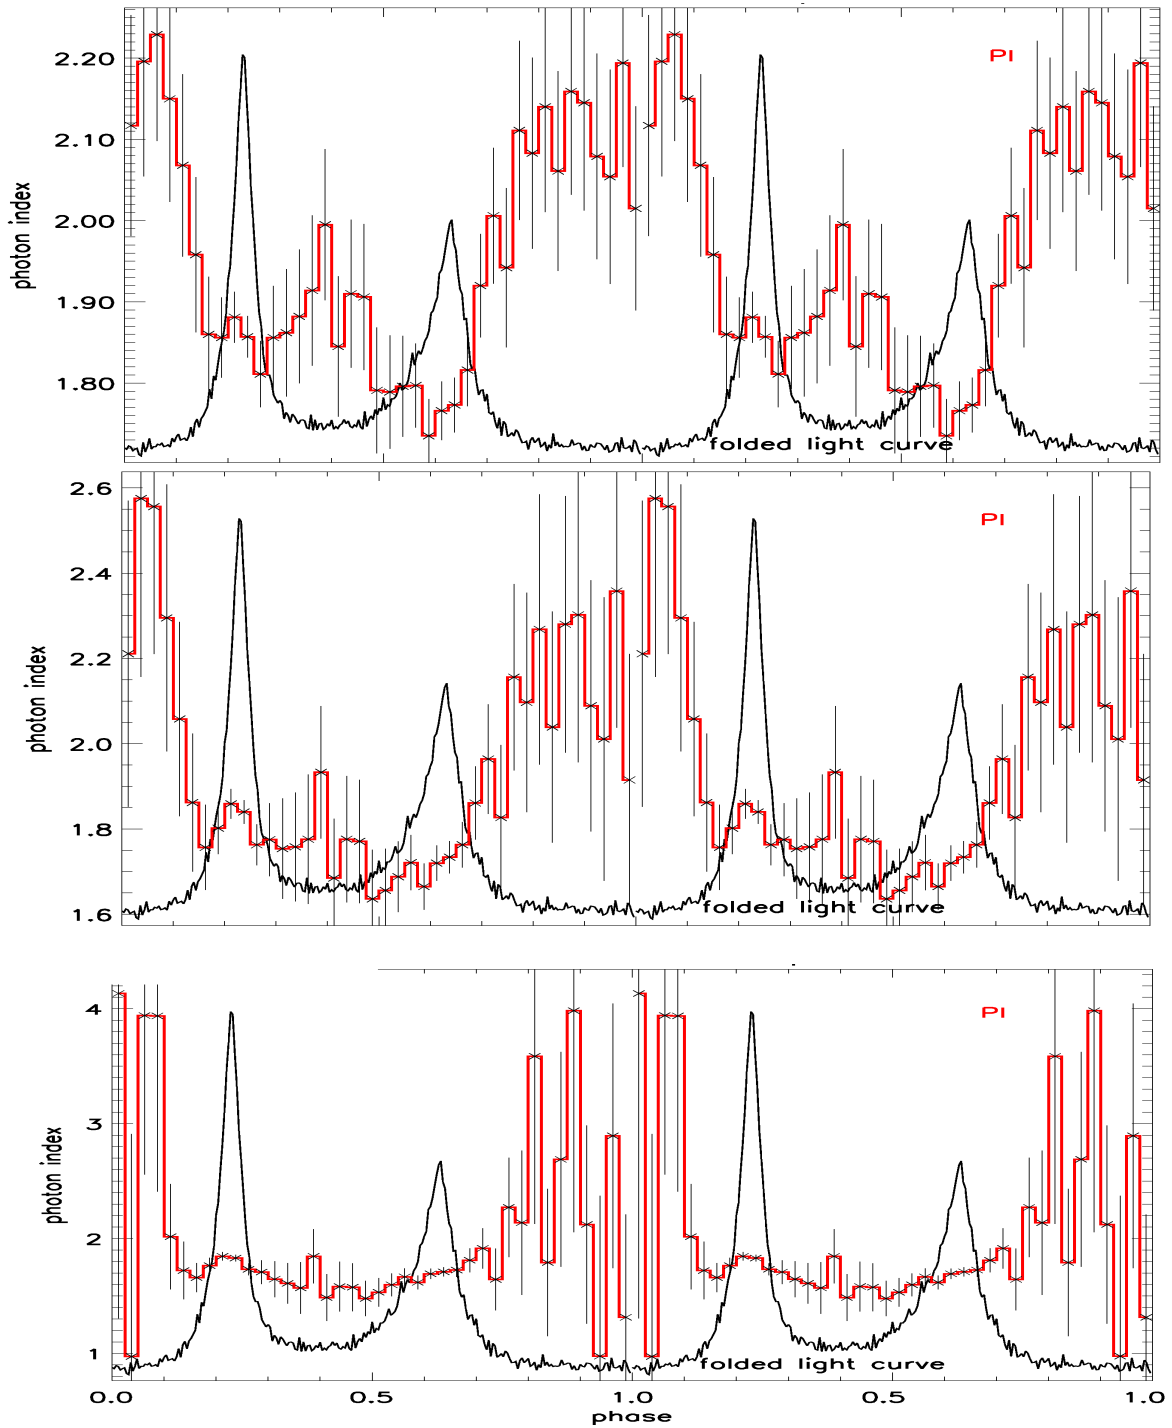 2.20
2.10
2.00
1.90
1.80
photon index
PI
folded light curve
2.6
2.4
2.2
2.0
1.8
1.6
photon index
PI
folded light curve
4
3
2
1
photon index
PI
folded light curve
0.0 0.5 1.0 0.5 1.0
phase